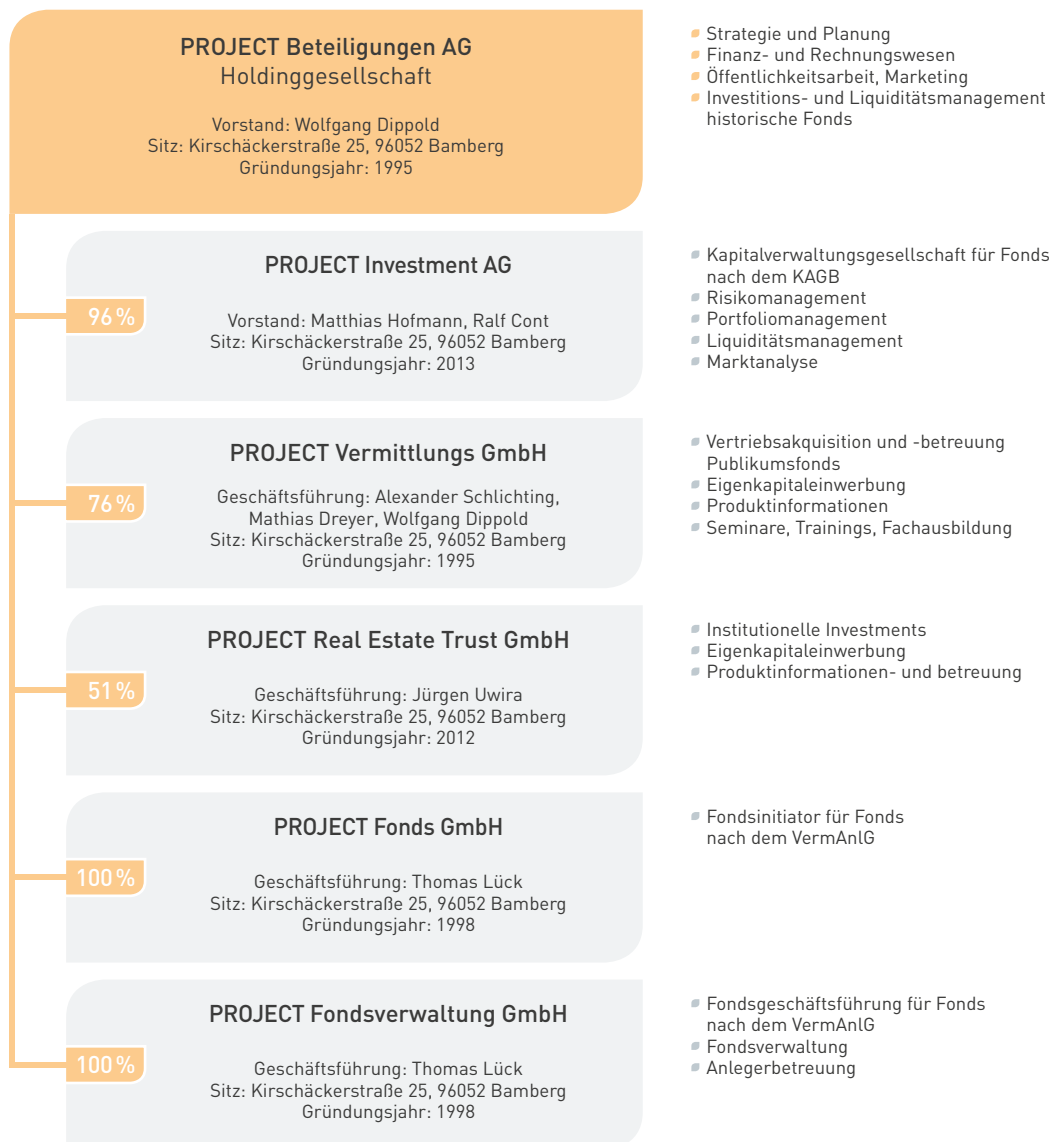 PROJECT Beteiligungen AG
Holdinggesellschaft
Vorstand: Wolfgang Dippold
Sitz: Kirschäckerstraße 25, 96052 Bamberg
Gründungsjahr: 1995
Strategie und Planung
Finanz- und Rechnungswesen
Öffentlichkeitsarbeit, Marketing
Investitions- und Liquiditätsmanagement
historische Fonds
PROJECT Investment AG
96 %
Vorstand: Matthias Hofmann, Ralf Cont
Sitz: Kirschäckerstraße 25, 96052 Bamberg
Gründungsjahr: 2013
Kapitalverwaltungsgesellschaft für Fonds
nach dem KAGB
Risikomanagement
Portfoliomanagement
Liquiditätsmanagement
Marktanalyse
PROJECT Vermittlungs GmbH
76 %
Geschäftsführung: Alexander Schlichting,
Mathias Dreyer, Wolfgang Dippold
Sitz: Kirschäckerstraße 25, 96052 Bamberg
Gründungsjahr: 1995
Vertriebsakquisition und -betreuung
Publikumsfonds
Eigenkapitaleinwerbung
Produktinformationen
Seminare, Trainings, Fachausbildung
PROJECT Real Estate Trust GmbH
51 %
Geschäftsführung: Jürgen Uwira
Sitz: Kirschäckerstraße 25, 96052 Bamberg
Gründungsjahr: 2012
Institutionelle Investments
Eigenkapitaleinwerbung
Produktinformationen- und betreuung
PROJECT Fonds GmbH
100 %
Geschäftsführung: Thomas Lück
Sitz: Kirschäckerstraße 25, 96052 Bamberg
Gründungsjahr: 1998
Fondsinitiator für Fonds
nach dem VermAnlG
PROJECT Fondsverwaltung GmbH
100 %
Geschäftsführung: Thomas Lück
Sitz: Kirschäckerstraße 25, 96052 Bamberg
Gründungsjahr: 1998
Fondsgeschäftsführung für Fonds
nach dem VermAnlG
Fondsverwaltung
Anlegerbetreuung